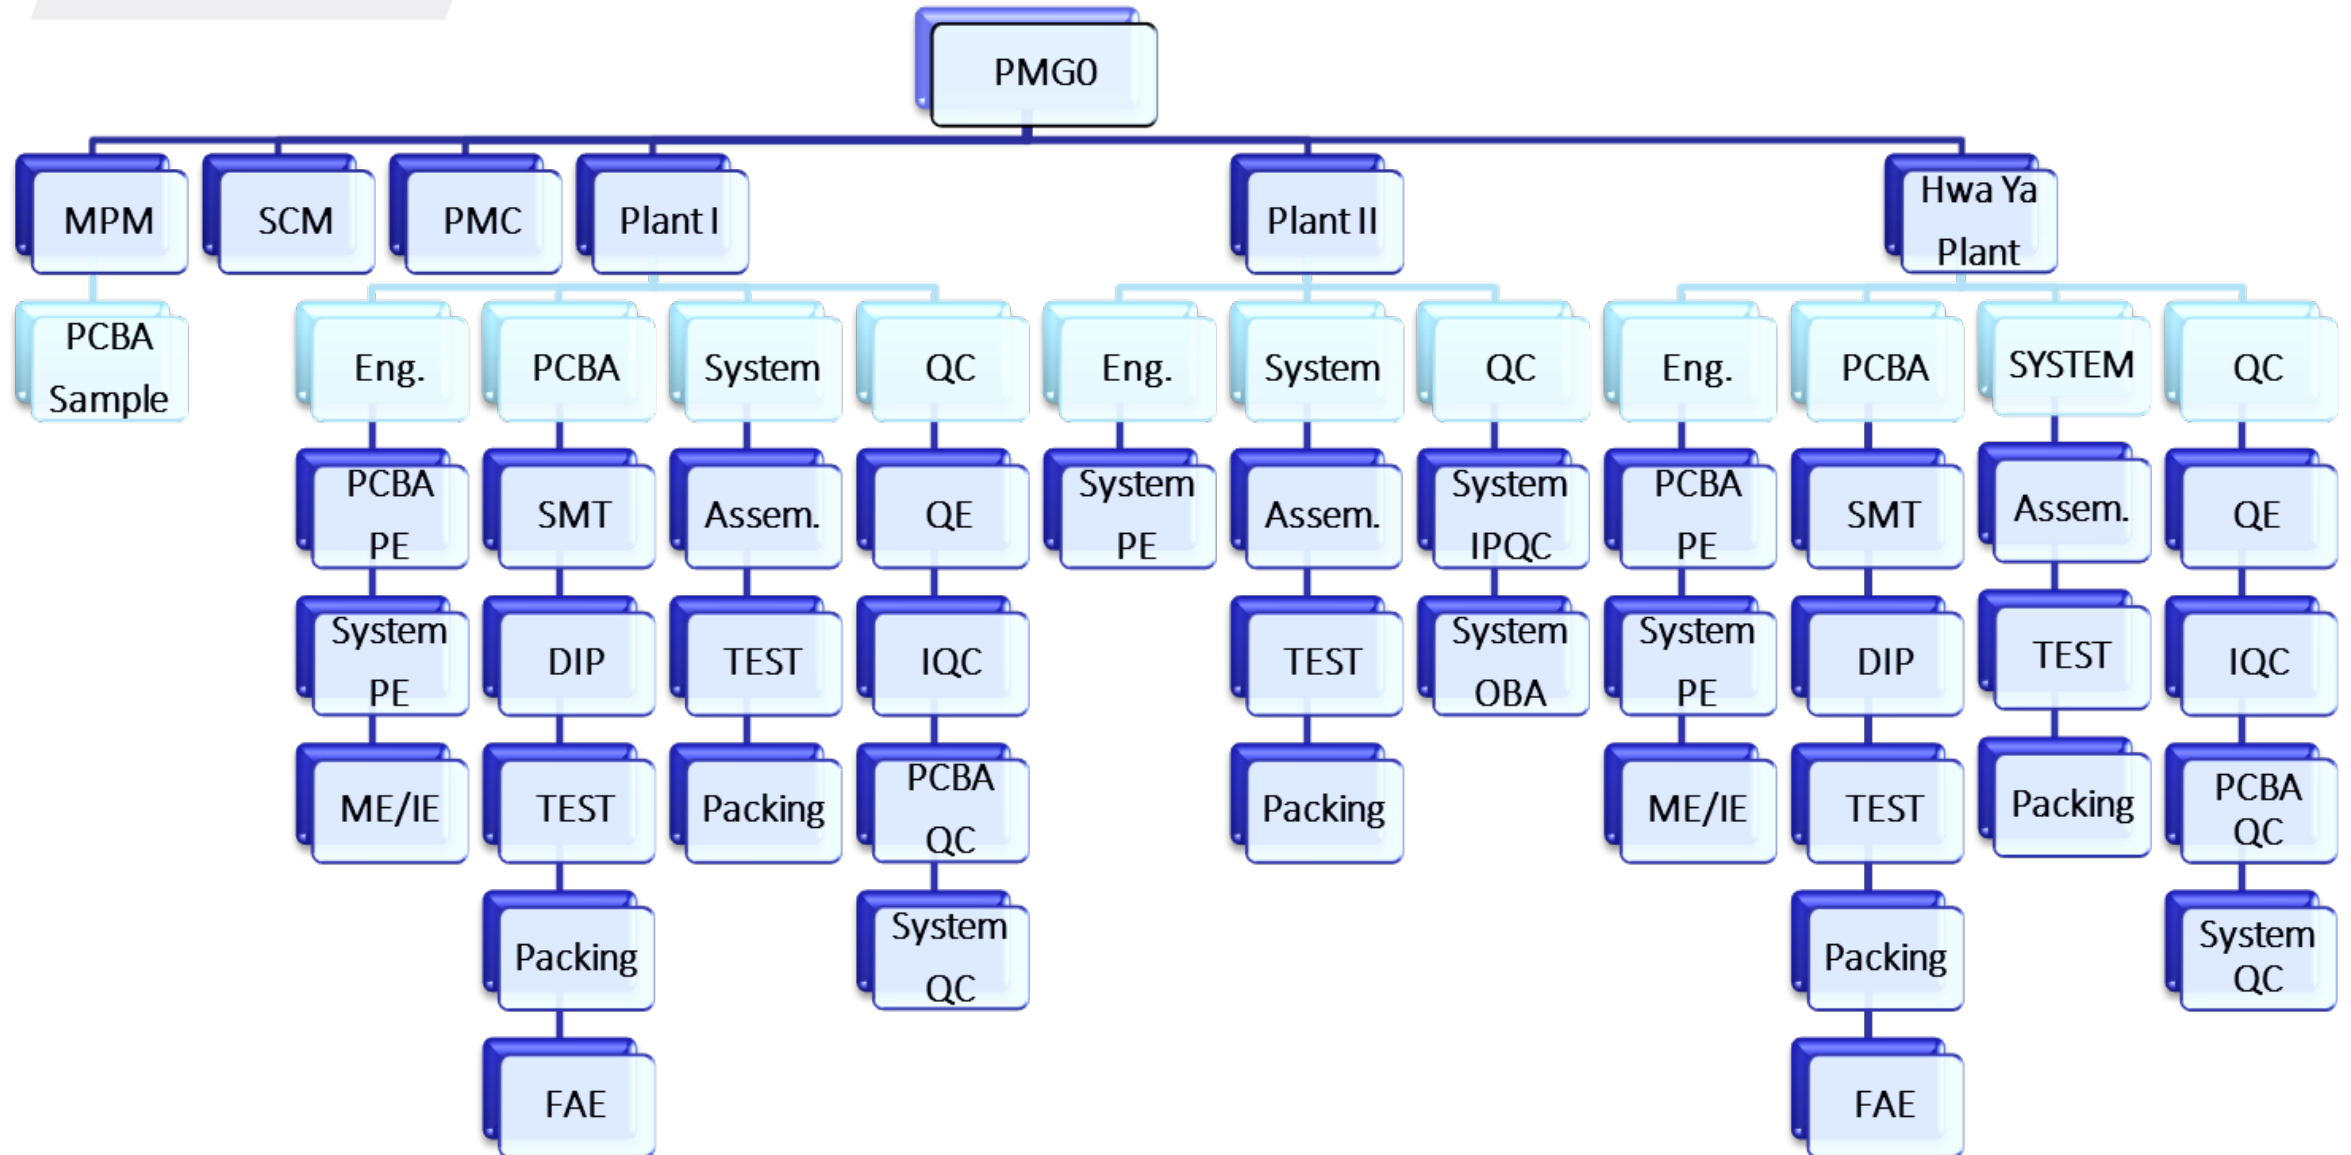 PMG0
MPM
SCM
PMC
Plant I
Plant II
Hwa Ya
Plant
PCBA
Sample
Eng.
PCBA
System
QC
Eng.
System
QC
Eng.
PCBA
SYSTEM
QC
PCBA
PE
SMT
Assem.
QE
System
PE
Assem.
System
IPQC
PCBA
PE
SMT
Assem.
QE
System
PE
DIP
TEST
IQC
TEST
System
OBA
System
PE
DIP
TEST
IQC
ME/IE
TEST
Packing
PCBA
QC
Packing
ME/IE
TEST
Packing
PCBA
QC
Packing
System
QC
Packing
System
QC
FAE
FAE